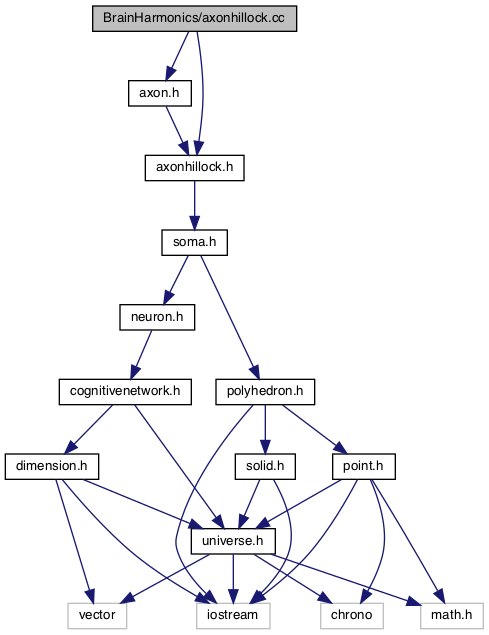 BrainHarmonics/axonhillock.cc
axon.h
axonhillock.h
soma.h
neuron.h
cognitivenetwork.h
polyhedron.h
dimension.h
solid.h
point.h
universe.h
vector
iostream
chrono
math.h